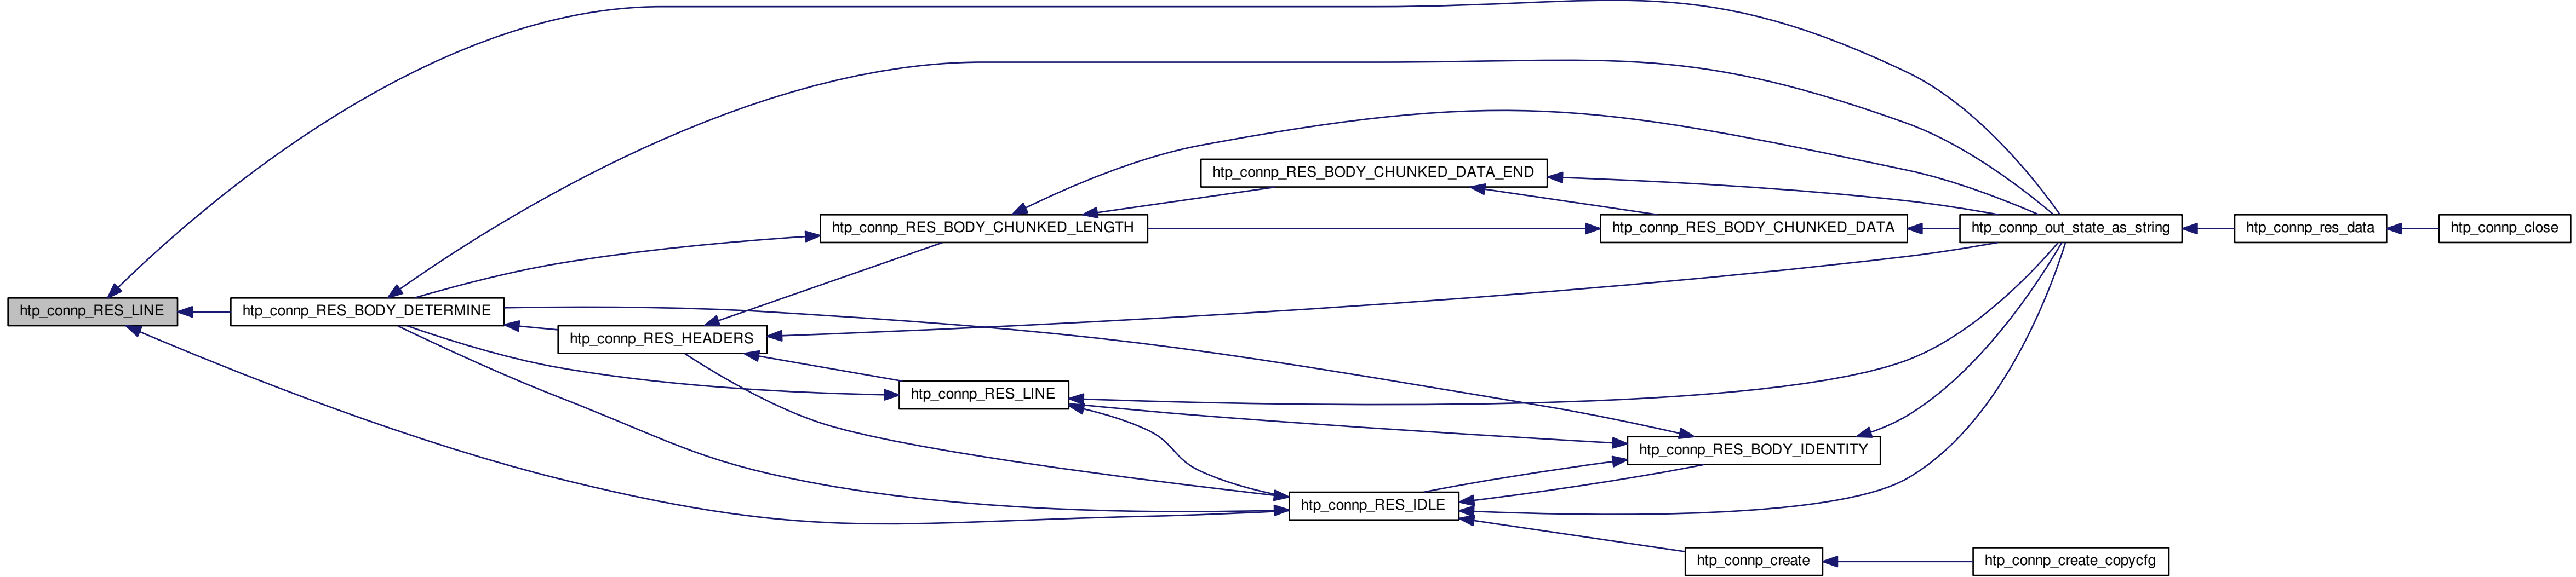 htp_connp_RES_BODY_CHUNKED_DATA_END
htp_connp_RES_BODY_CHUNKED_LENGTH
htp_connp_RES_BODY_CHUNKED_DATA
htp_connp_out_state_as_string
htp_connp_res_data
htp_connp_close
htp_connp_RES_LINE
htp_connp_RES_BODY_DETERMINE
htp_connp_RES_HEADERS
htp_connp_RES_LINE
htp_connp_RES_BODY_IDENTITY
htp_connp_RES_IDLE
htp_connp_create
htp_connp_create_copycfg